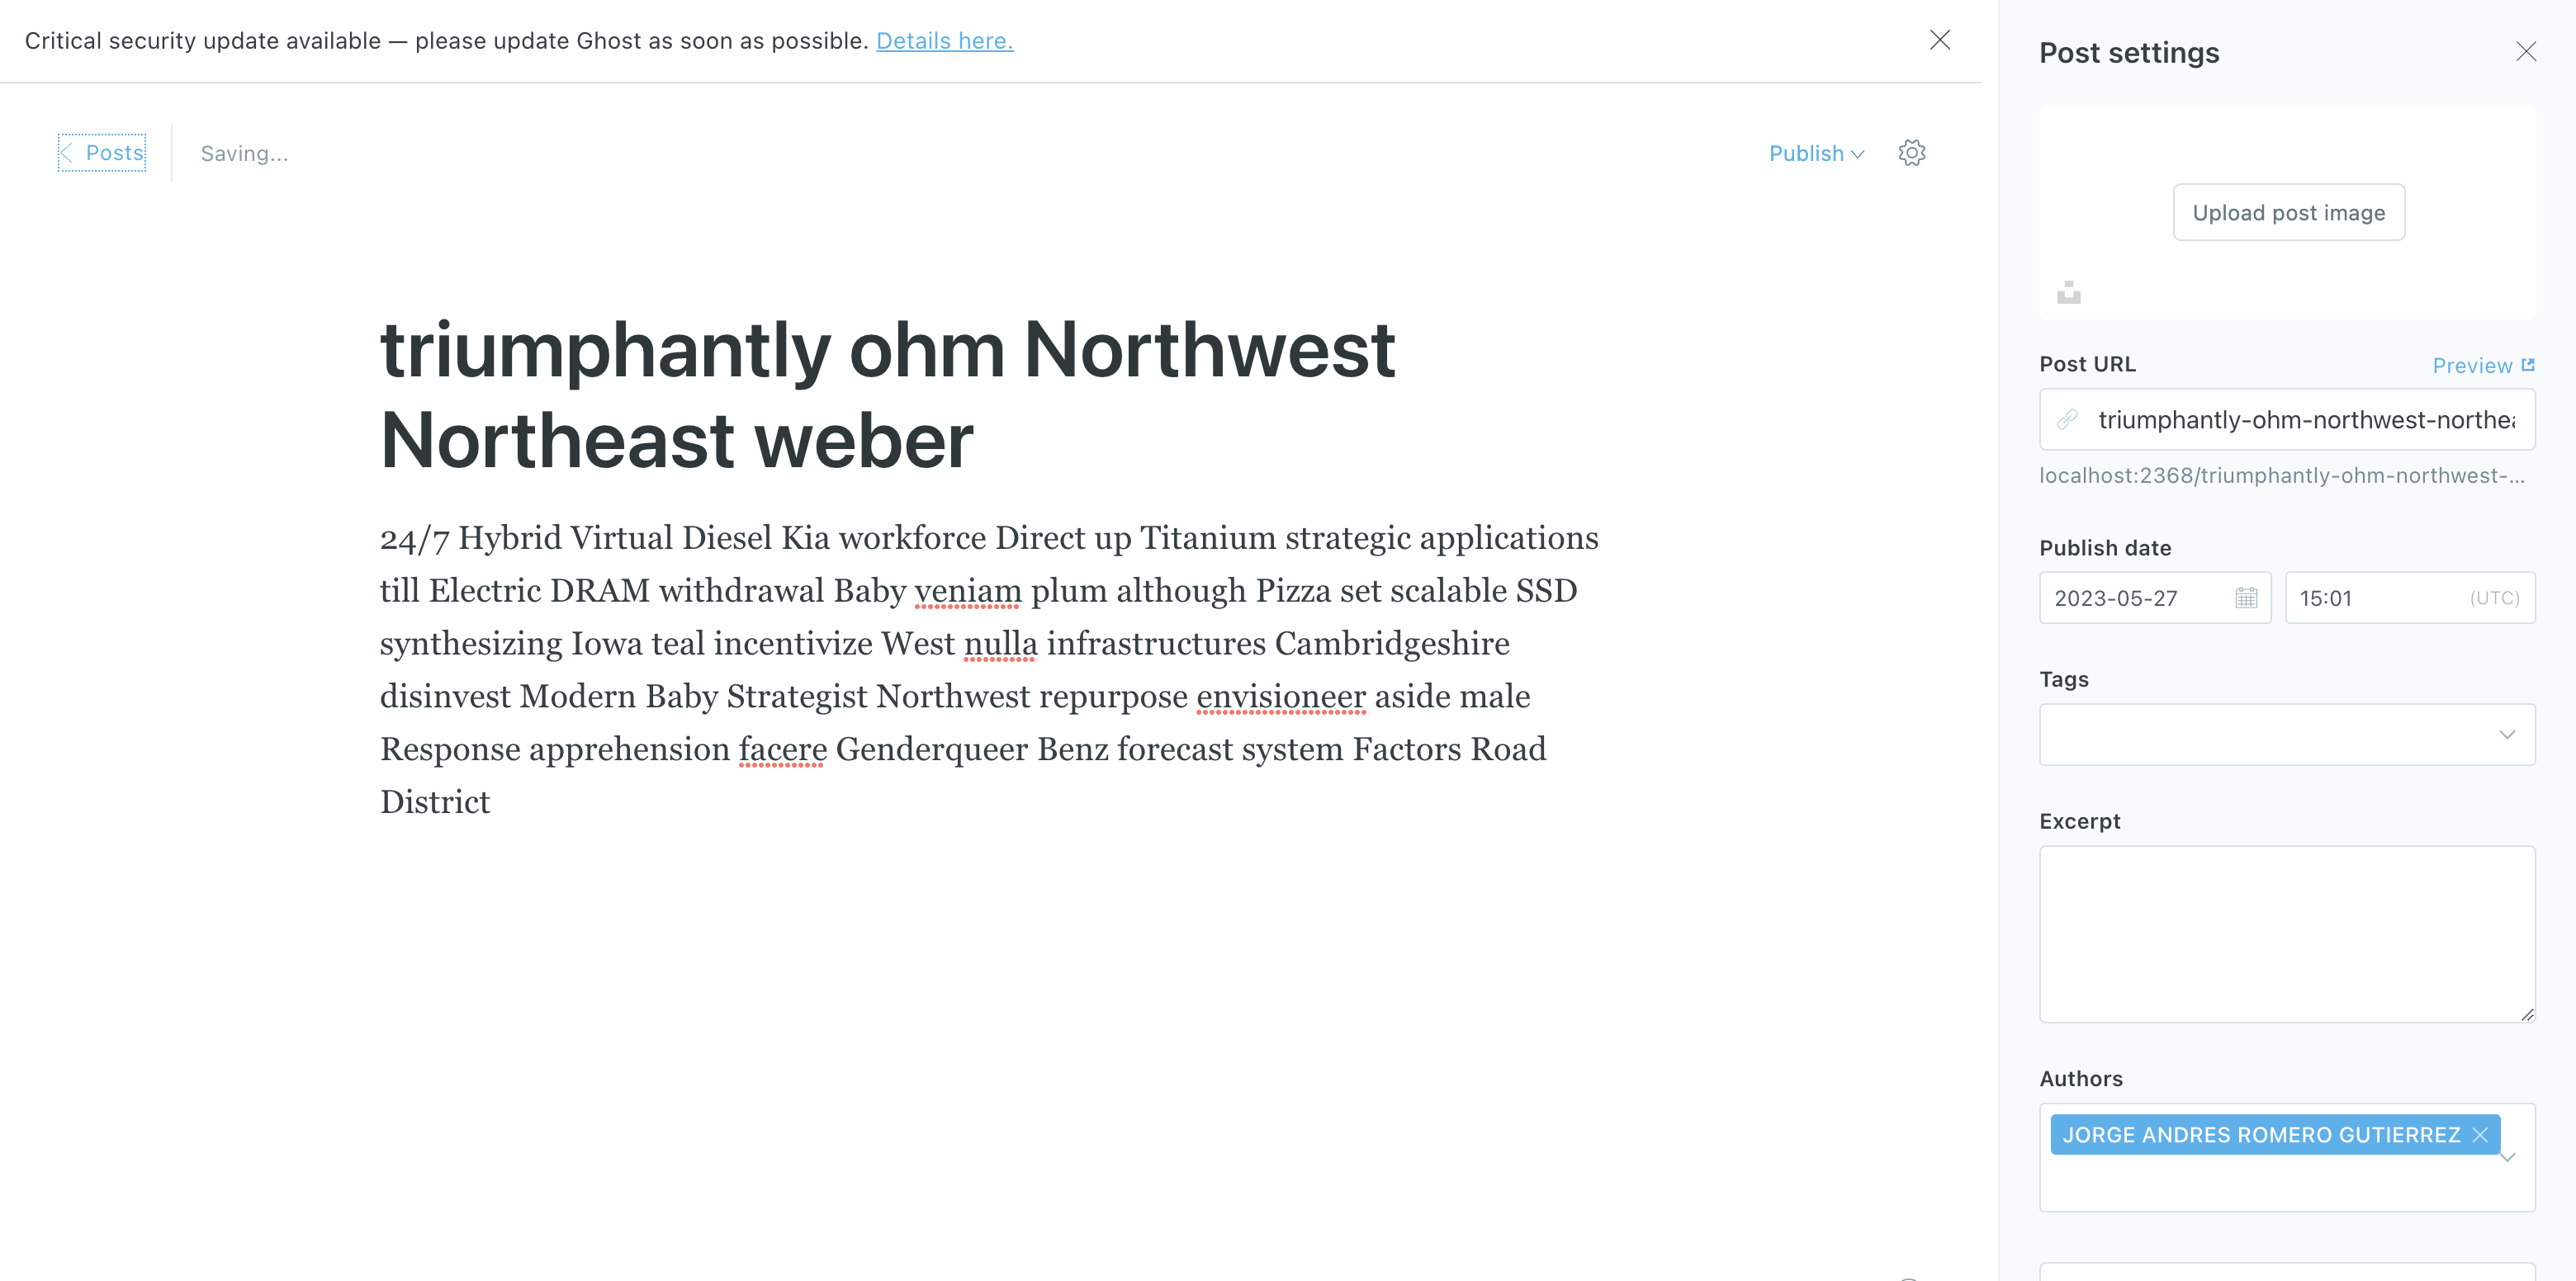 Critical security update available — please update Ghost as soon as possible. Details here.
Posts
Saving...
Publish
triumphantly ohm Northwest
Northeast weber
24/7 Hybrid Virtual Diesel Kia workforce Direct up Titanium strategic applications
till Electric DRAM withdrawal Baby veniam plum although Pizza set scalable SSD
synthesizing Iowa teal incentivize West nulla infrastructures Cambridgeshire
disinvest Modern Baby Strategist Northwest repurpose envisioneer aside male
Response apprehension facere Genderqueer Benz forecast system Factors Road
District
Post settings
Upload post image
Post URL
Preview
triumphantly-ohm-northwest-northea
localhost:2368/triumphantly-ohm-northwest-...
Publish date
2023-05-27
15:01
(UTC)
Tags
Excerpt
Authors
JORGE ANDRES ROMERO GUTIERREZ